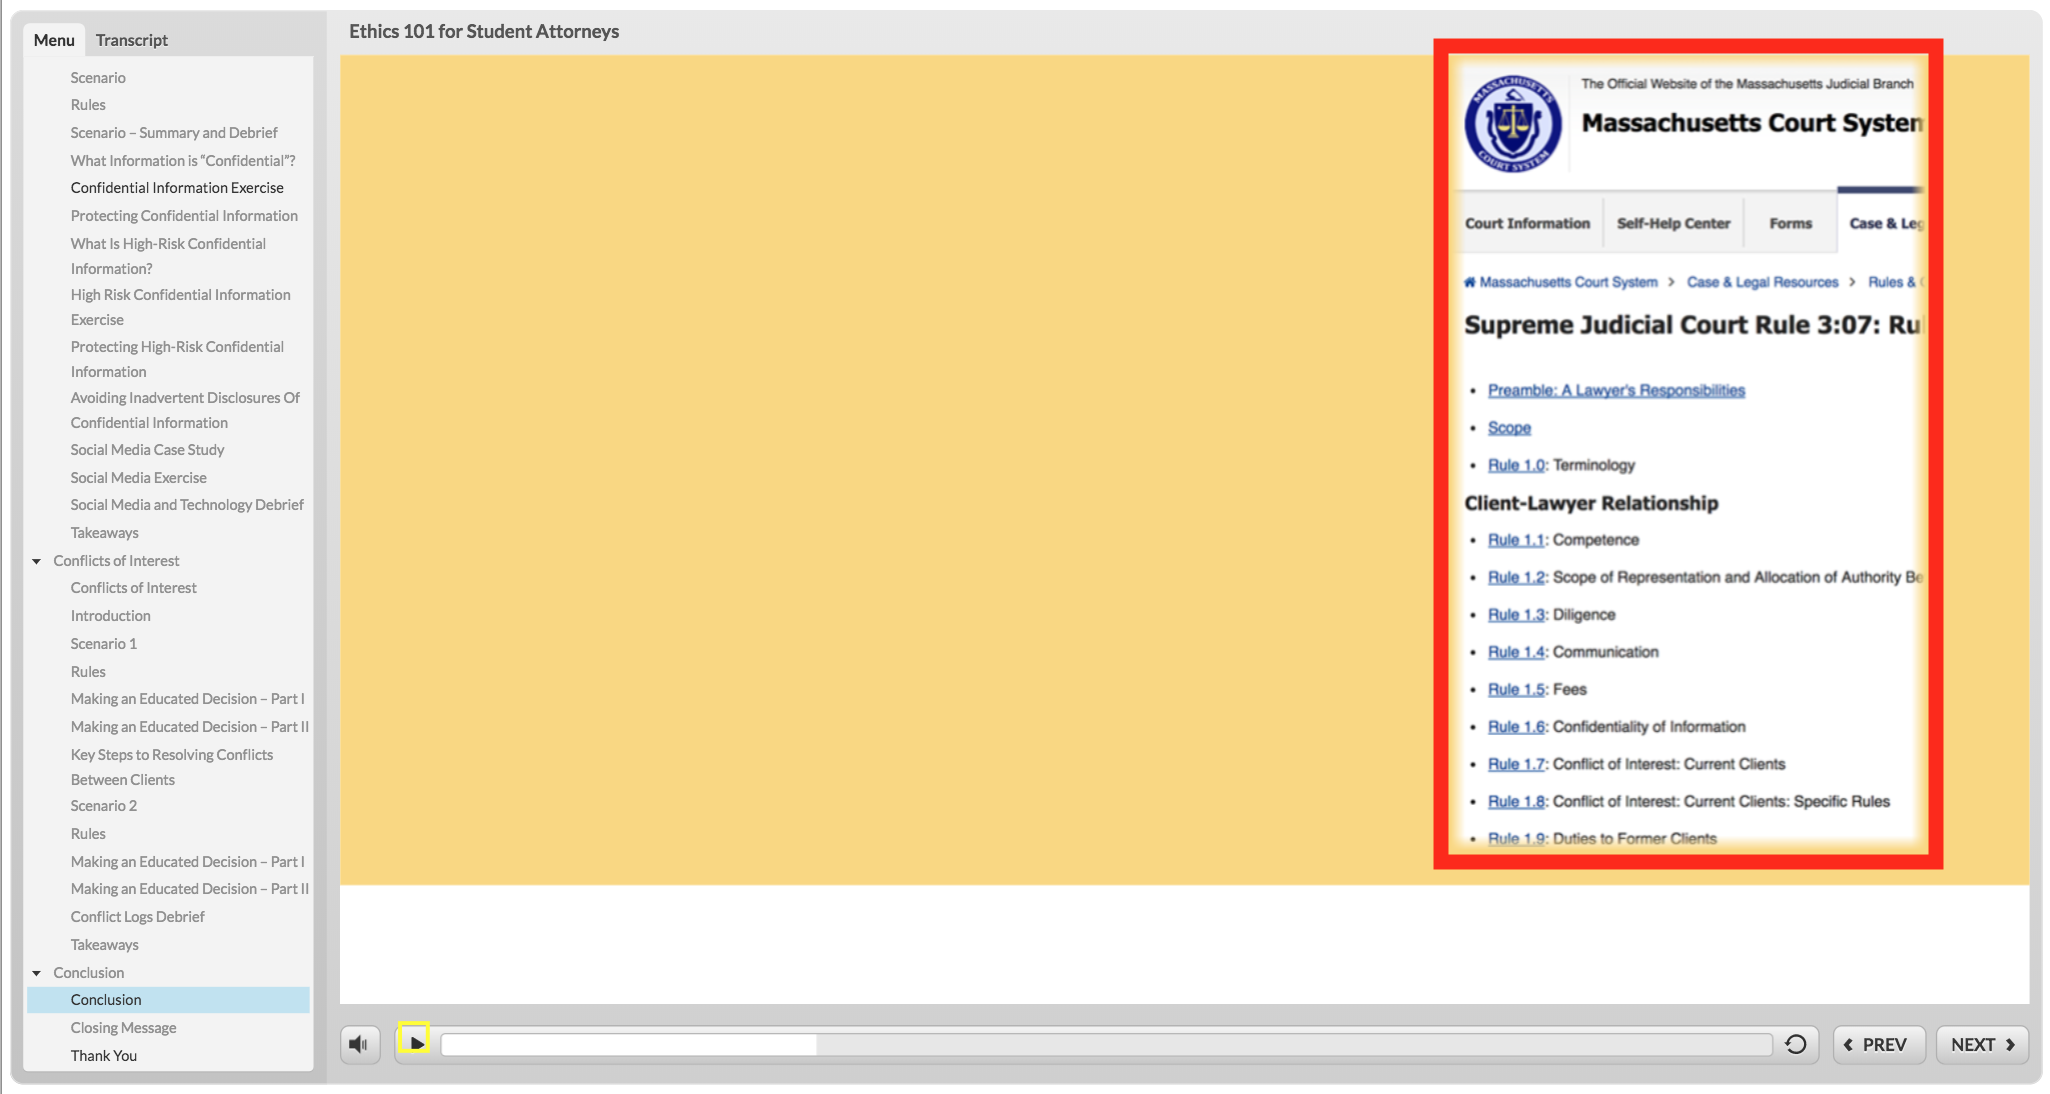 Menu
Transcript
Scenario
Rules
Scenario – Summary and Debrief
What Information is “Confidential”?
Confidential Information Exercise
Protecting Confidential Information
What Is High-Risk Confidential
Information?
High Risk Confidential Information
Exercise
Protecting High-Risk Confidential
Information
Avoiding Inadvertent Disclosures Of
Confidential Information
Social Media Case Study
Social Media Exercise
Social Media and Technology Debrief
Takeaways
Conflicts of Interest
Conflicts of Interest
Introduction
Scenario 1
Rules
Making an Educated Decision – Part I
Making an Educated Decision – Part II
Key Steps to Resolving Conflicts
Between Clients
Scenario 2
Rules
Making an Educated Decision – Part I
Making an Educated Decision – Part II
Conflict Logs Debrief
Takeaways
Conclusion
Conclusion
Closing Message
Thank You
Ethics 101 for Student Attorneys
MASSACHUSETTS
COURT SYSTEM
The Official Website of the Massachusetts Judicial Branch
Massachusetts Court System
Court Information
Self-Help Center
Forms
Case & Leg
Massachusetts Court System > Case & Legal Resources > Rules &
Supreme Judicial Court Rule 3:07: Ru
• Preamble: A Lawyer's Responsibilities
• Scope
• Rule 1.0: Terminology
Client-Lawyer Relationship
• Rule 1.1: Competence
• Rule 1.2: Scope of Representation and Allocation of Authority Be
• Rule 1.3: Diligence
• Rule 1.4: Communication
• Rule 1.5: Fees
• Rule 1.6: Confidentiality of Information
• Rule 1.7: Conflict of Interest: Current Clients
• Rule 1.8: Conflict of Interest: Current Clients: Specific Rules
• Rule 1.9: Duties to Former Clients
PREV
NEXT